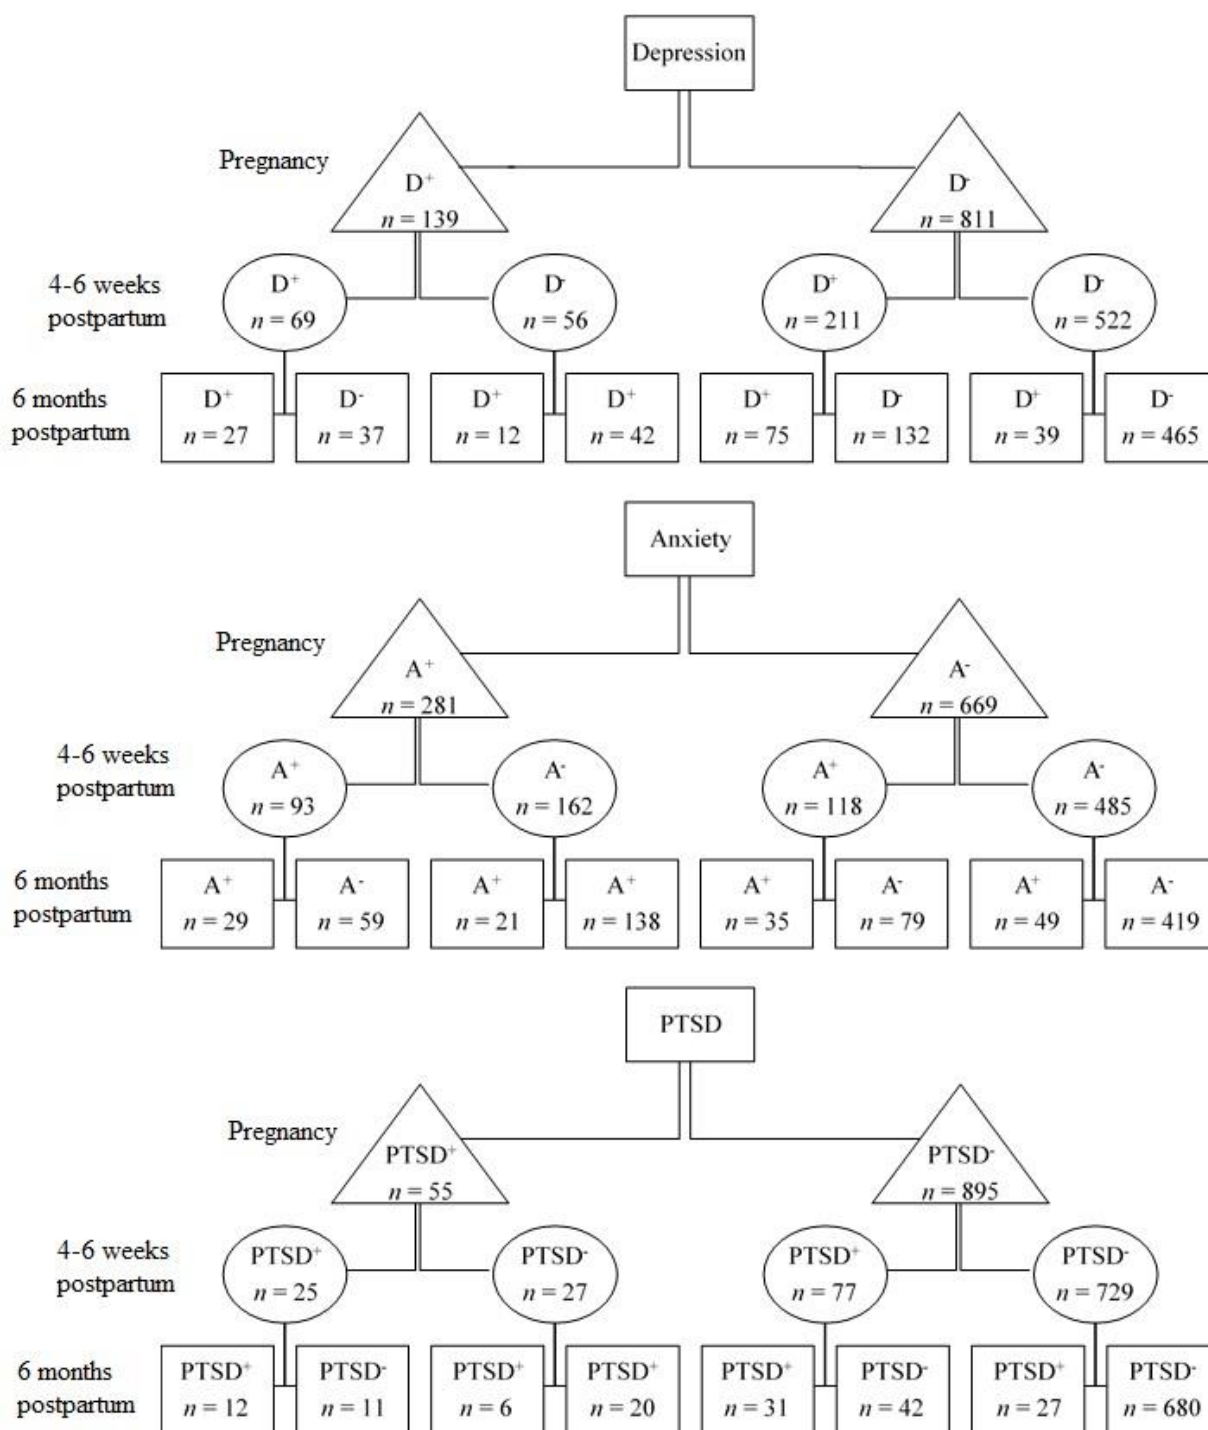 Depression
Pregnancy
D⁺ D⁻
n = 139 n = 811
4-6 weeks
postpartum
D⁺ D⁻ D⁺ D⁻
n = 69 n = 56 n = 211 n = 522
6 months
postpartum
D⁺ D⁻ D⁺ D⁺ D⁺ D⁻ D⁺ D⁻
n = 27 n = 37 n = 12 n = 42 n = 75 n = 132 n = 39 n = 465
Anxiety
Pregnancy
A⁺ A⁻
n = 281 n = 669
4-6 weeks
postpartum
A⁺ A⁻ A⁺ A⁻
n = 93 n = 162 n = 118 n = 485
6 months
postpartum
A⁺ A⁻ A⁺ A⁺ A⁺ A⁻ A⁺ A⁻
n = 29 n = 59 n = 21 n = 138 n = 35 n = 79 n = 49 n = 419
PTSD
Pregnancy
PTSD⁺ PTSD⁻
n = 55 n = 895
4-6 weeks
postpartum
PTSD⁺ PTSD⁻ PTSD⁺ PTSD⁻
n = 25 n = 27 n = 77 n = 729
6 months
postpartum
PTSD⁺ PTSD⁻ PTSD⁺ PTSD⁺ PTSD⁺ PTSD⁻ PTSD⁺ PTSD⁻
n = 12 n = 11 n = 6 n = 20 n = 31 n = 42 n = 27 n = 680